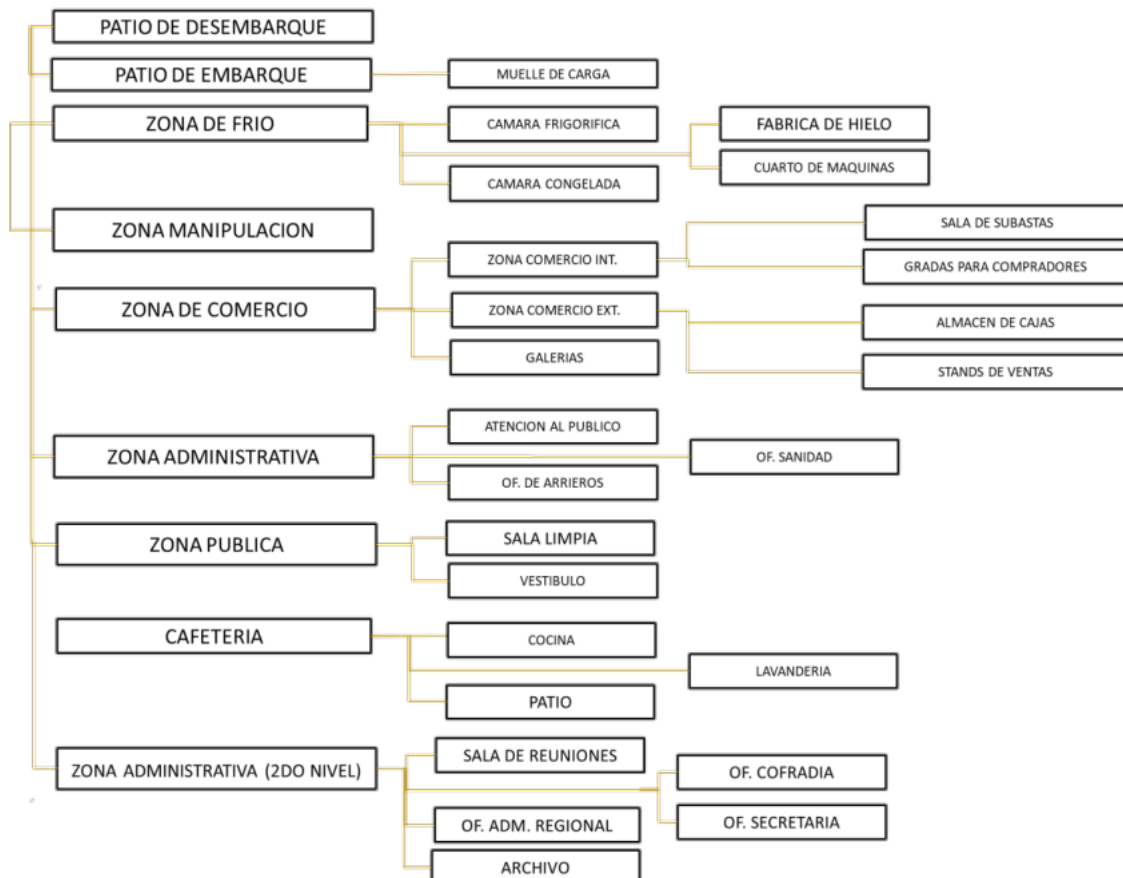 PATIO DE DESEMBARQUE
PATIO DE EMBARQUE
MUELLE DE CARGA
ZONA DE FRIO
CAMARA FRIGORIFICA
FABRICA DE HIELO
CUARTO DE MAQUINAS
CAMARA CONGELADA
ZONA MANIPULACION
SALA DE SUBASTAS
ZONA COMERCIO INT.
GRADAS PARA COMPRADORES
ZONA DE COMERCIO
ZONA COMERCIO EXT.
ALMACEN DE CAJAS
GALERIAS
STANDS DE VENTAS
ATENCION AL PUBLICO
ZONA ADMINISTRATIVA
OF. SANIDAD
OF. DE ARRIEROS
ZONA PUBLICA
SALA LIMPIA
VESTIBULO
CAFETERIA
COCINA
LAVANDERIA
PATIO
SALA DE REUNIONES
ZONA ADMINISTRATIVA (2DO NIVEL)
OF. COFRADIA
OF. ADM. REGIONAL
OF. SECRETARIA
ARCHIVO